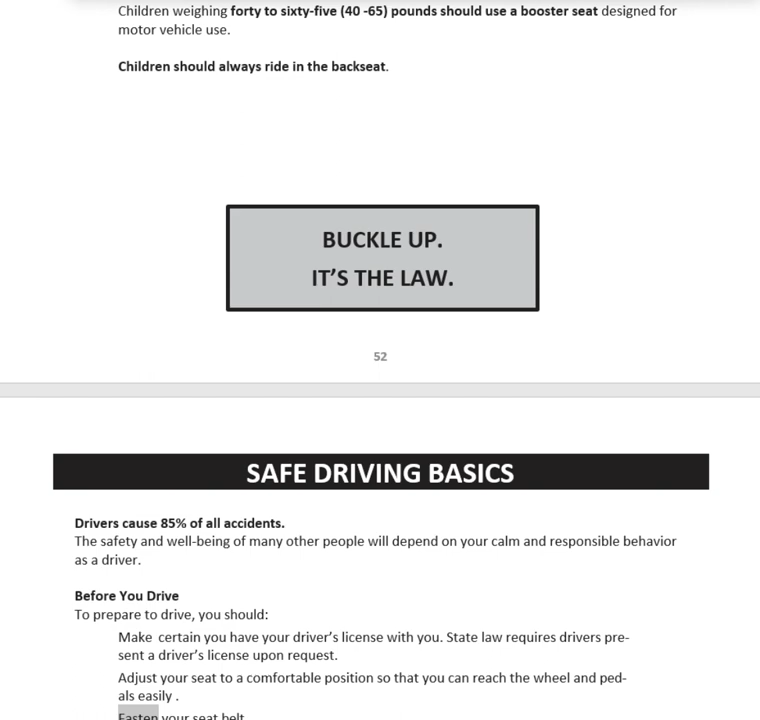 Children weighing forty to sixty-five (40 -65) pounds should use a booster seat designed for
motor vehicle use.
Children should always ride in the backseat.
BUCKLE UP.
IT’S THE LAW.
52
SAFE DRIVING BASICS
Drivers cause 85% of all accidents.
The safety and well-being of many other people will depend on your calm and responsible behavior
as a driver.
Before You Drive
To prepare to drive, you should:
Make  certain you have your driver’s license with you. State law requires drivers pre-
sent a driver’s license upon request.
Adjust your seat to a comfortable position so that you can reach the wheel and ped-
als easily .
Fasten your seat belt